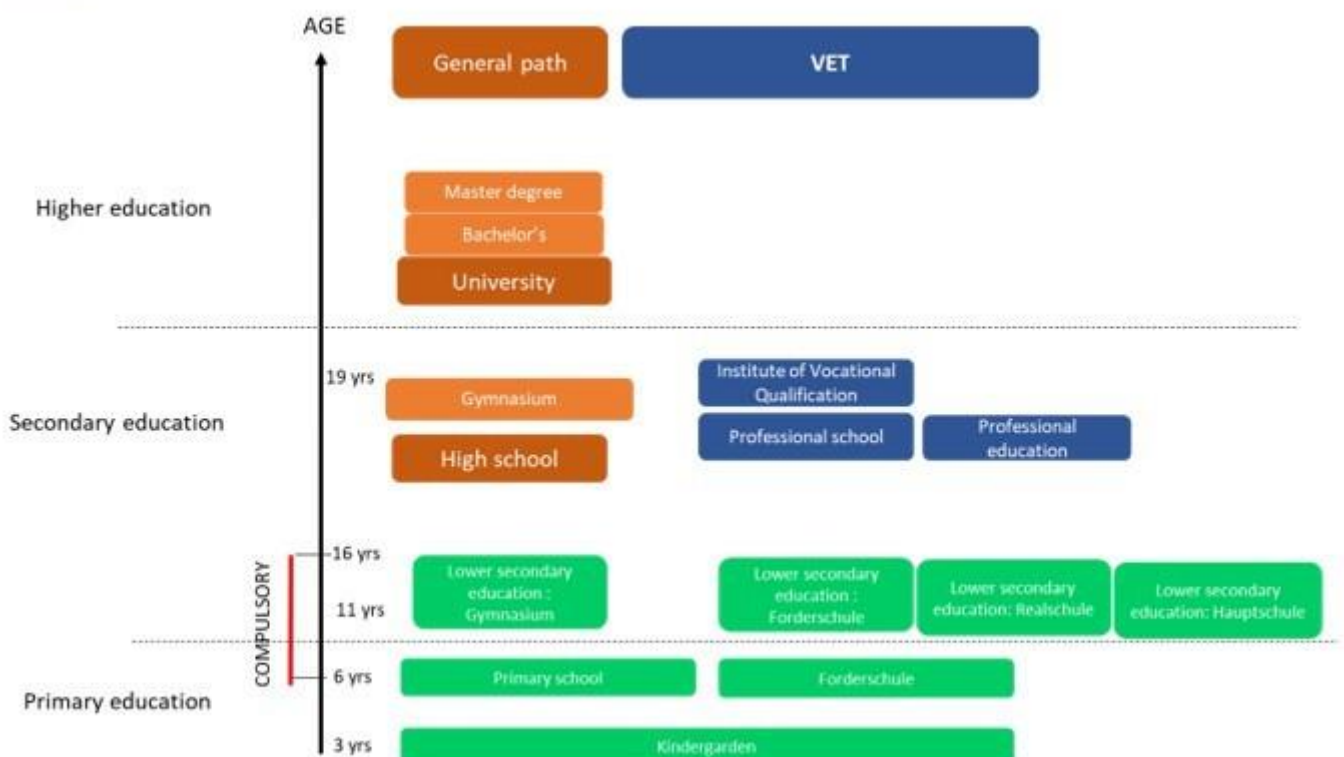 AGE
General path
VET
Higher education
Master degree
Bachelor's
University
19 yrs
Institute of Vocational
Qualification
Gymnasium
Secondary education
Professional school
Professional
education
High school
COMPULSORY
16 yrs
11 yrs
Lower secondary
education :
Gymnasium
Lower secondary
education :
Forderschule
Lower secondary
education: Realschule
Lower secondary
education: Hauptschule
Primary education
6 yrs
Primary school
Forderschule
3 yrs
Kindergarden